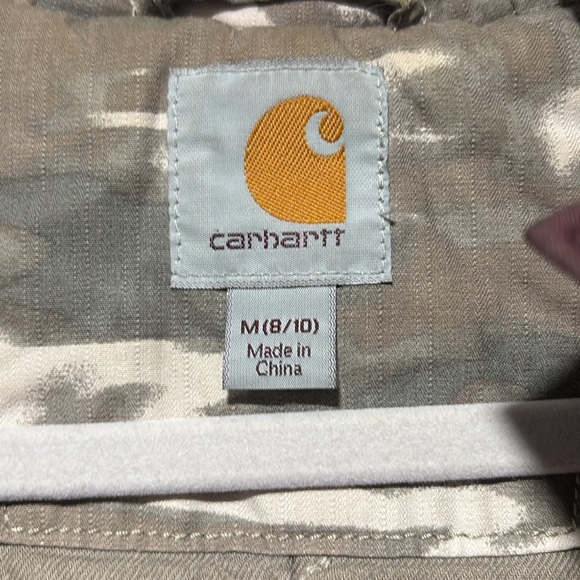 carhartt
M (8/10)
Made in
China